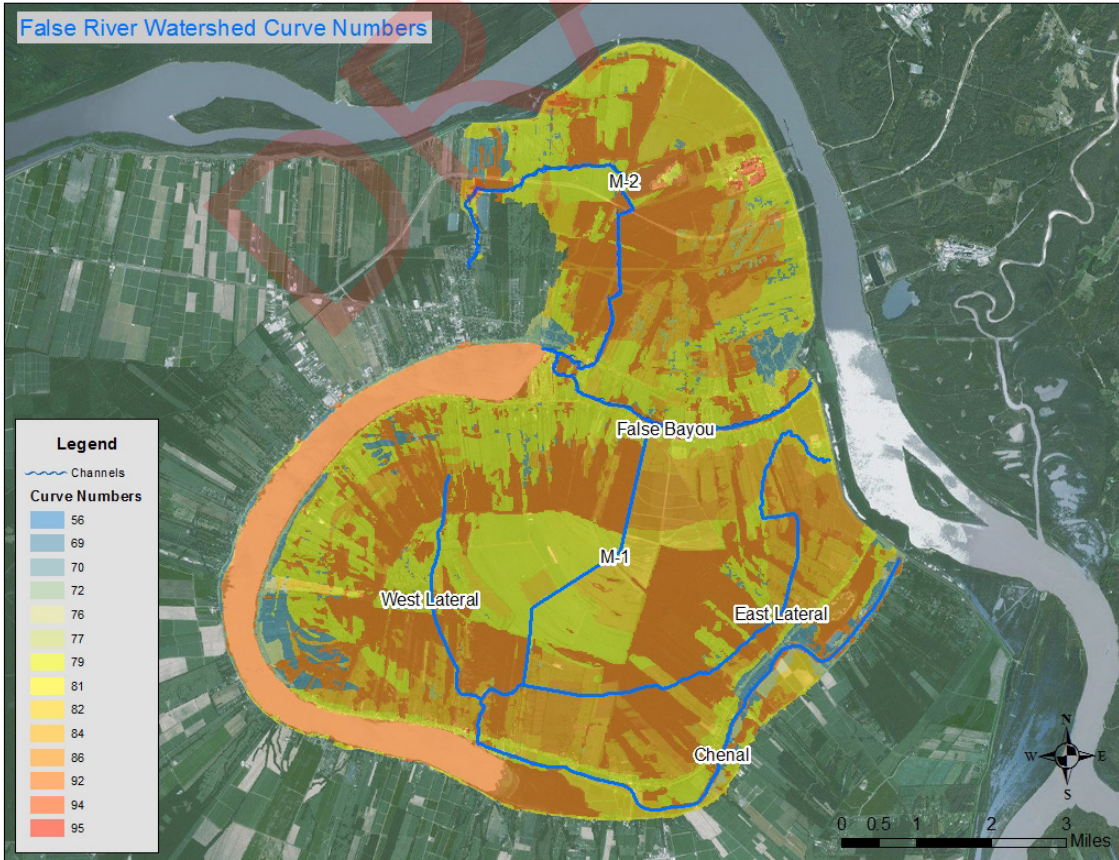 False River Watershed Curve Numbers
DR
M-2
False Bayou
M-1
West Lateral
East Lateral
Chenal
Legend
Channels
Curve Numbers
56
69
70
72
76
77
79
81
82
84
86
92
94
95
N
W E
S
0 0.5 1 2 3
Miles